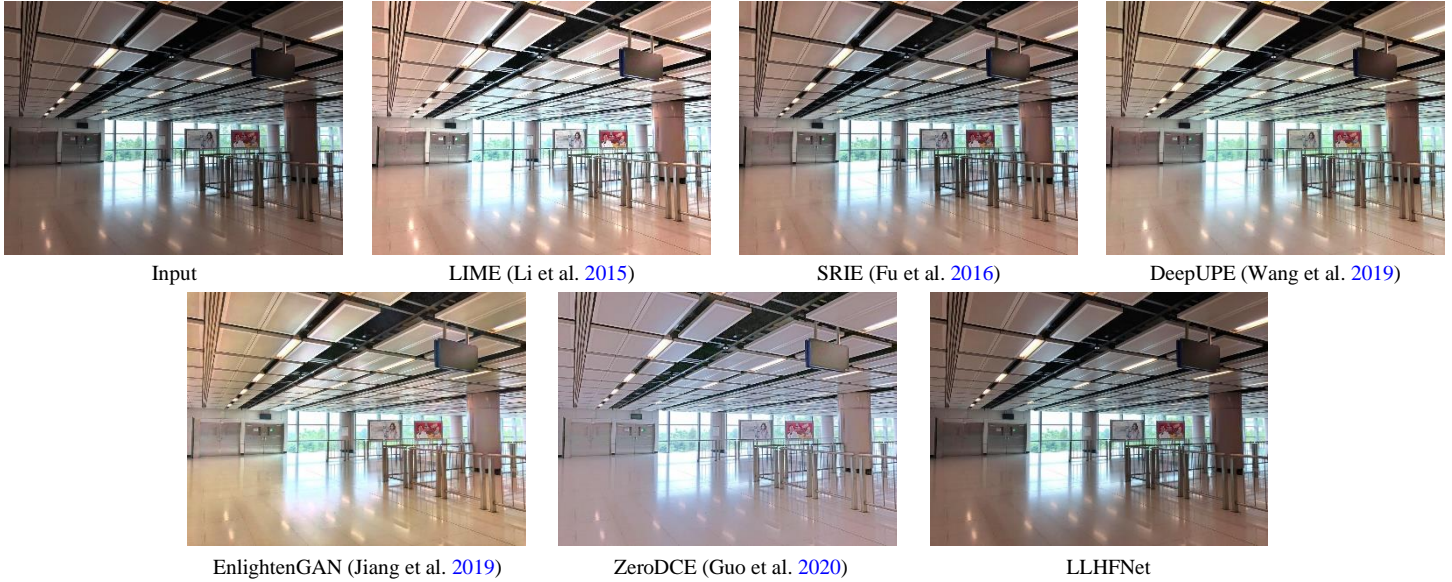 Input
LIME (Li et al. 2015)
SRIE (Fu et al. 2016)
DeepUPE (Wang et al. 2019)
EnlightenGAN (Jiang et al. 2019)
ZeroDCE (Guo et al. 2020)
LLHFNet